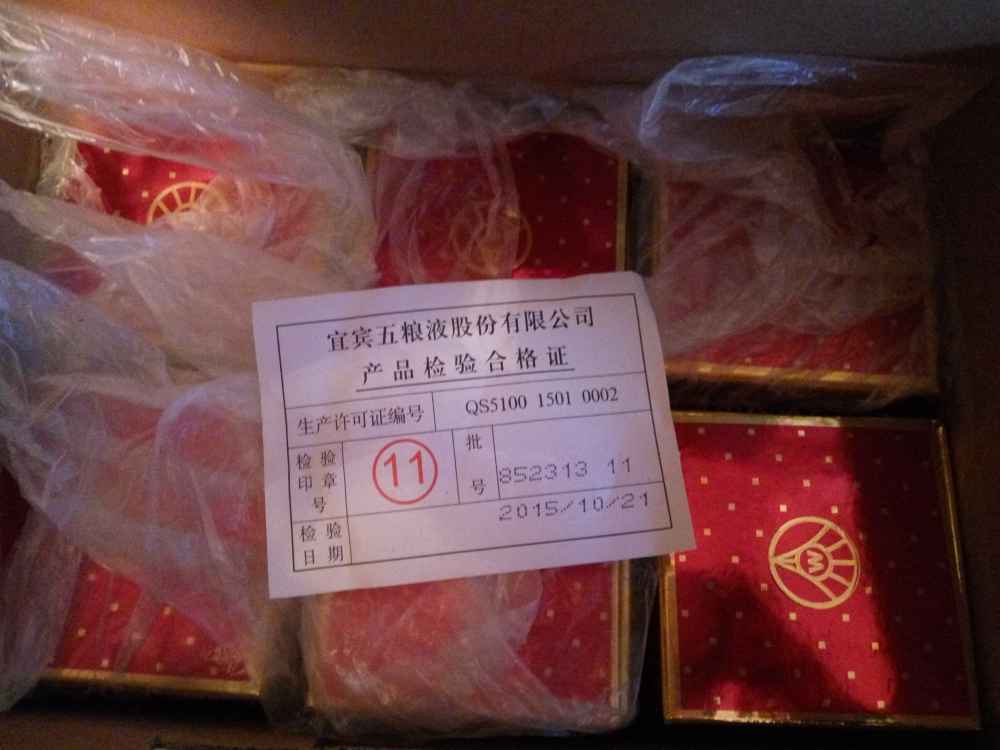 宜宾五粮液股份有限公司
产品检验合格证
生产许可证编号 QS5100 1501 0002
检验印章号 11 批号 852313 11
检验日期 2015/10/21
W